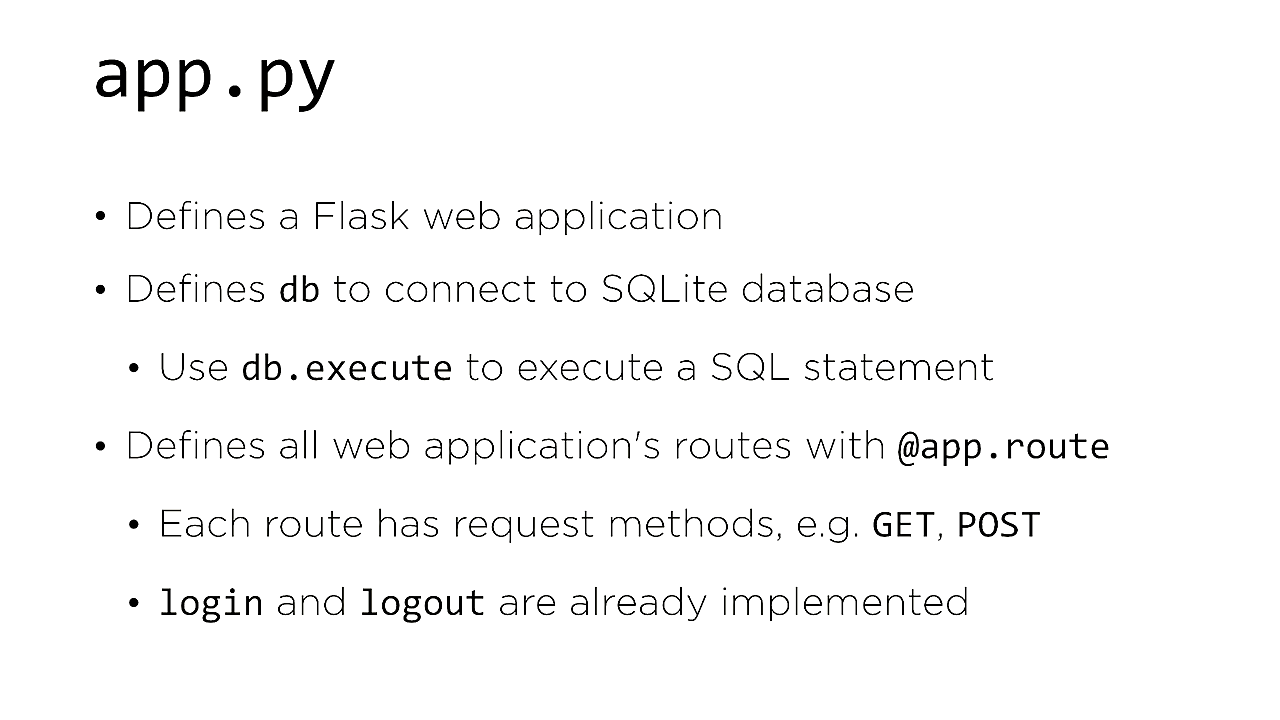 app.py
• Defines a Flask web application
• Defines db to connect to SQLite database
• Use db.execute to execute a SQL statement
• Defines all web application's routes with @app.route
• Each route has request methods, e.g. GET, POST
• login and logout are already implemented